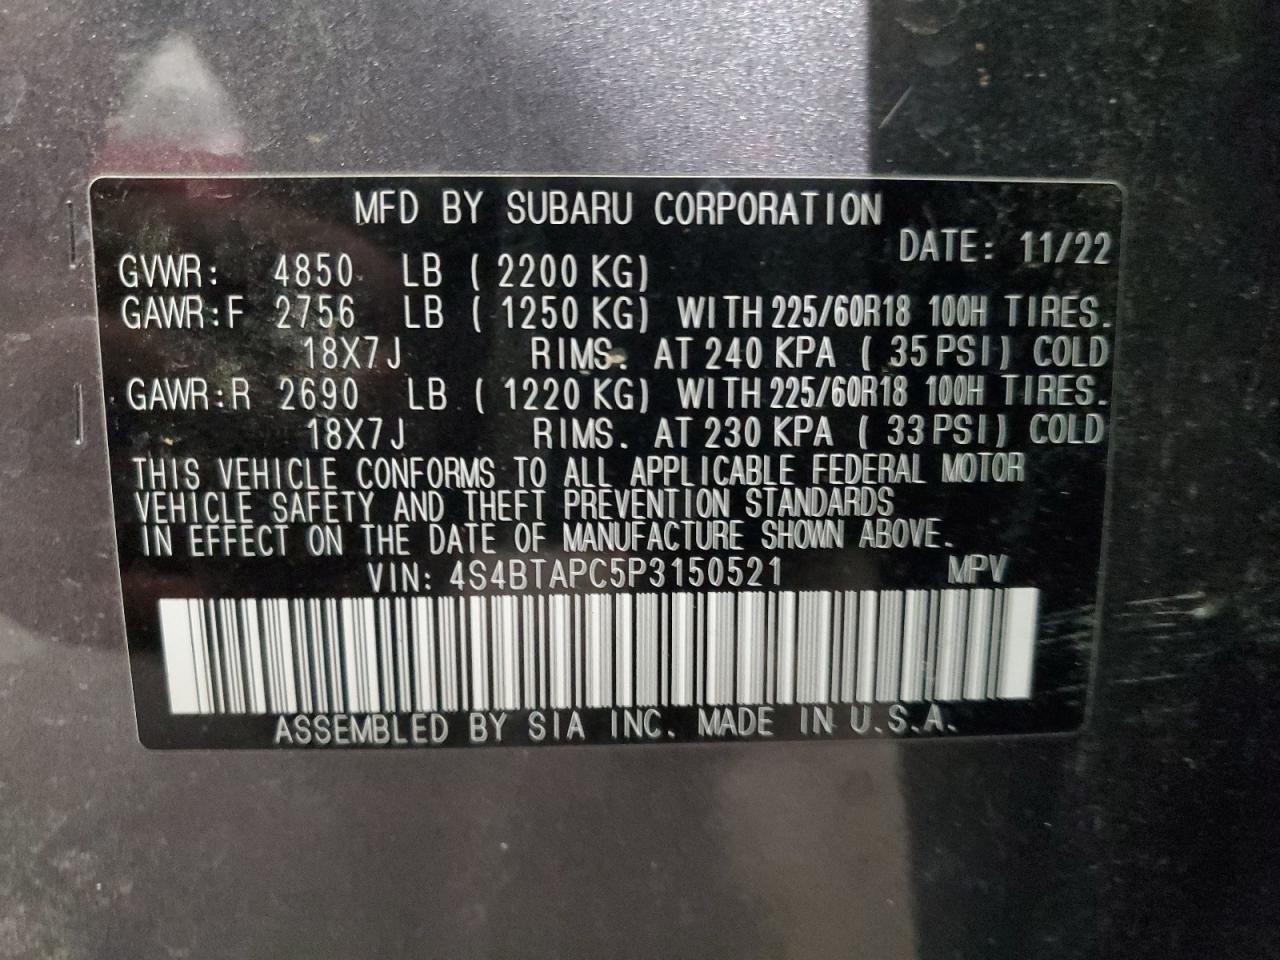 MFD BY SUBARU CORPORATION
DATE: 11/22
GVWR: 4850 LB ( 2200 KG)
GAWR:F 2756 LB ( 1250 KG) WITH 225/60R18 100H TIRES.
18X7J RIMS. AT 240 KPA ( 35 PSI) COLD
GAWR:R 2690 LB ( 1220 KG) WITH 225/60R18 100H TIRES.
18X7J RIMS. AT 230 KPA ( 33 PSI) COLD
THIS VEHICLE CONFORMS TO ALL APPLICABLE FEDERAL MOTOR
VEHICLE SAFETY AND THEFT PREVENTION STANDARDS
IN EFFECT ON THE DATE OF MANUFACTURE SHOWN ABOVE.
VIN: 4S4BTAPC5P3150521 MPV
ASSEMBLED BY SIA INC. MADE IN U.S.A.